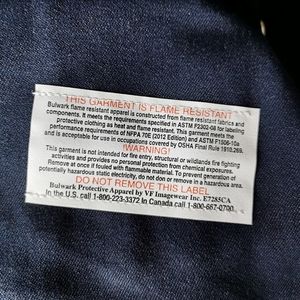 THIS GARMENT IS FLAME RESISTANT
Bulwark flame resistant apparel is constructed from flame resistant fabrics and
components. It meets the requirements specified in ASTM F2302-08 for labeling
protective clothing as heat and flame resistant. This garment meets the
performance requirements of NFPA 70E (2012 Edition) and ASTM F1506-10a
and is acceptable for use in occupations covered by OSHA Final Rule 1910.269.
!WARNING!
This garment is not intended for fire entry, structural or wildlands fire fighting
activities and provides no personal protection from chemical exposures.
Remove at once if fouled with flammable material. To prevent generation of
potentially hazardous static electricity, do not don or remove in a hazardous area.
DO NOT REMOVE THIS LABEL
Bulwark Protective Apparel by VF Imagewear Inc. E7285CA
In the U.S. call 1-800-223-3372 In Canada call 1-800-667-0700